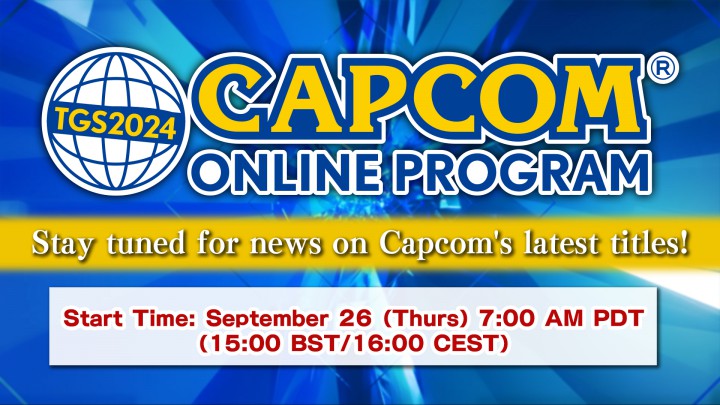 TGS2024
CAPCOM®
ONLINE PROGRAM
Stay tuned for news on Capcom's latest titles!
Start Time: September 26 (Thurs) 7:00 AM PDT
(15:00 BST/16:00 CEST)